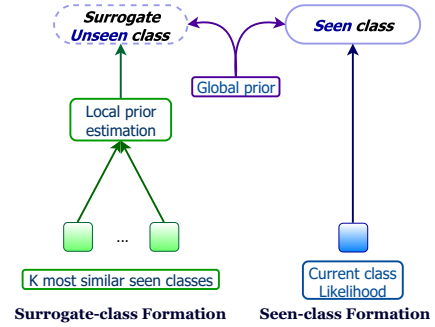 Surrogate
Unseen class
Seen class
Global prior
Local prior
estimation
...
K most similar seen classes
Current class
Likelihood
Surrogate-class Formation
Seen-class Formation